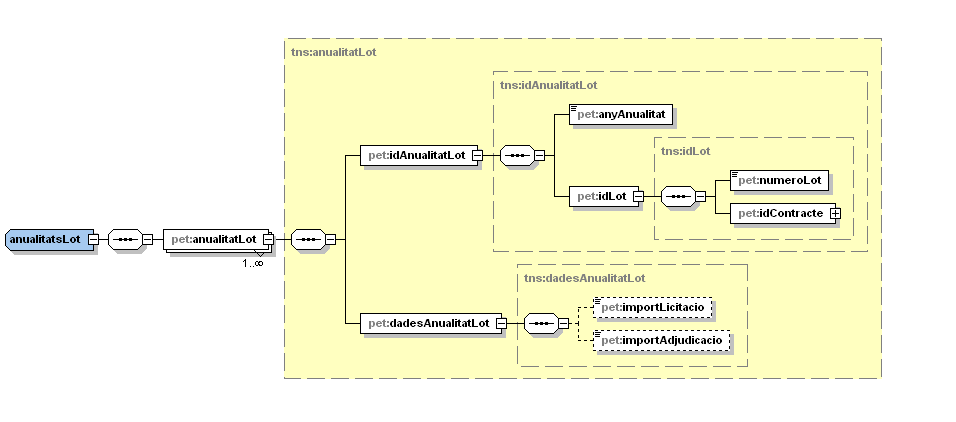 tns:anualitatLot
tns:idAnualitatLot
pet:anyAnualitat
tns:idLot
pet:idAnualitatLot
pet:numeroLot
pet:idLot
pet:idContracte
anualitatsLot
pet:anualitatLot
1..∞
tns:dadesAnualitatLot
pet:importLicitacio
pet:dadesAnualitatLot
pet:importAdjudicacio